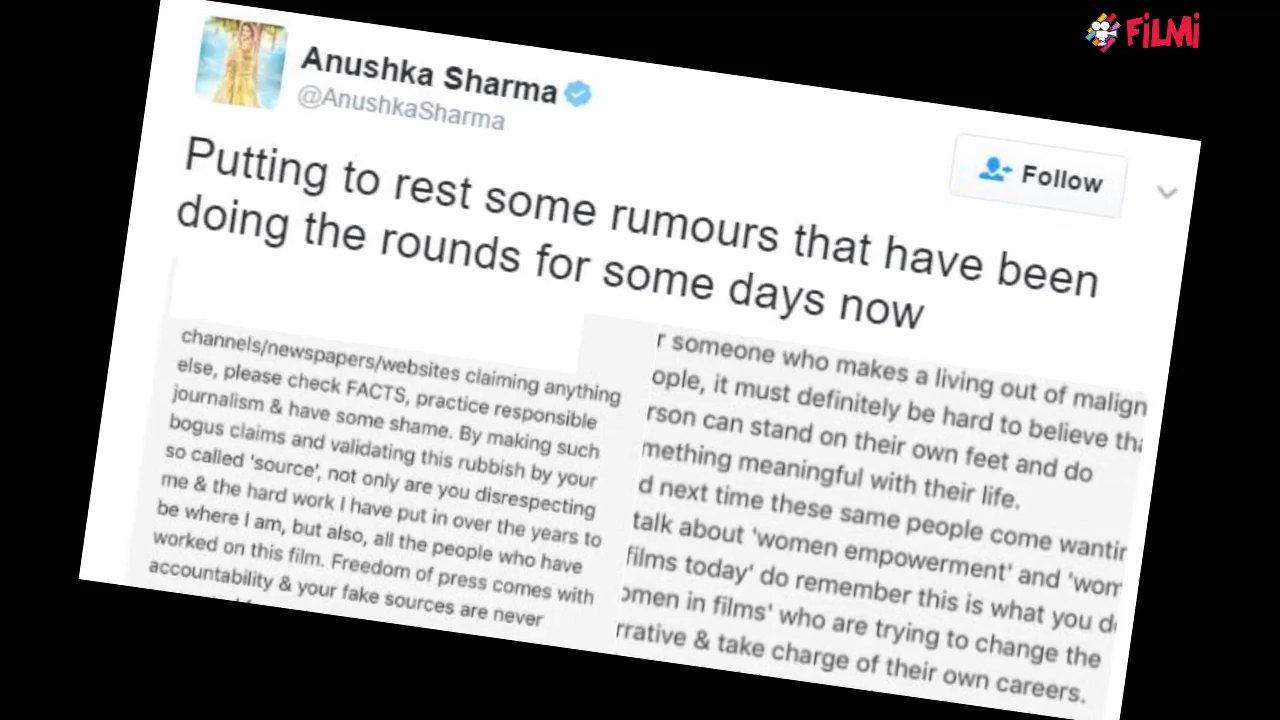 FiLMi
Anushka Sharma
@AnushkaSharma
Follow
Putting to rest some rumours that have been
doing the rounds for some days now
channels/newspapers/websites claiming anything
else, please check FACTS, practice responsible
journalism & have some shame. By making such
bogus claims and validating this rubbish by your
so called 'source', not only are you disrespecting
me & the hard work I have put in over the years to
be where I am, but also, all the people who have
worked on this film. Freedom of press comes with
accountability & your fake sources are never
r someone who makes a living out of malign
ople, it must definitely be hard to believe tha
rson can stand on their own feet and do
mething meaningful with their life.
d next time these same people come wantin
talk about 'women empowerment' and 'wom
films today' do remember this is what you d
omen in films' who are trying to change the
rrative & take charge of their own careers.